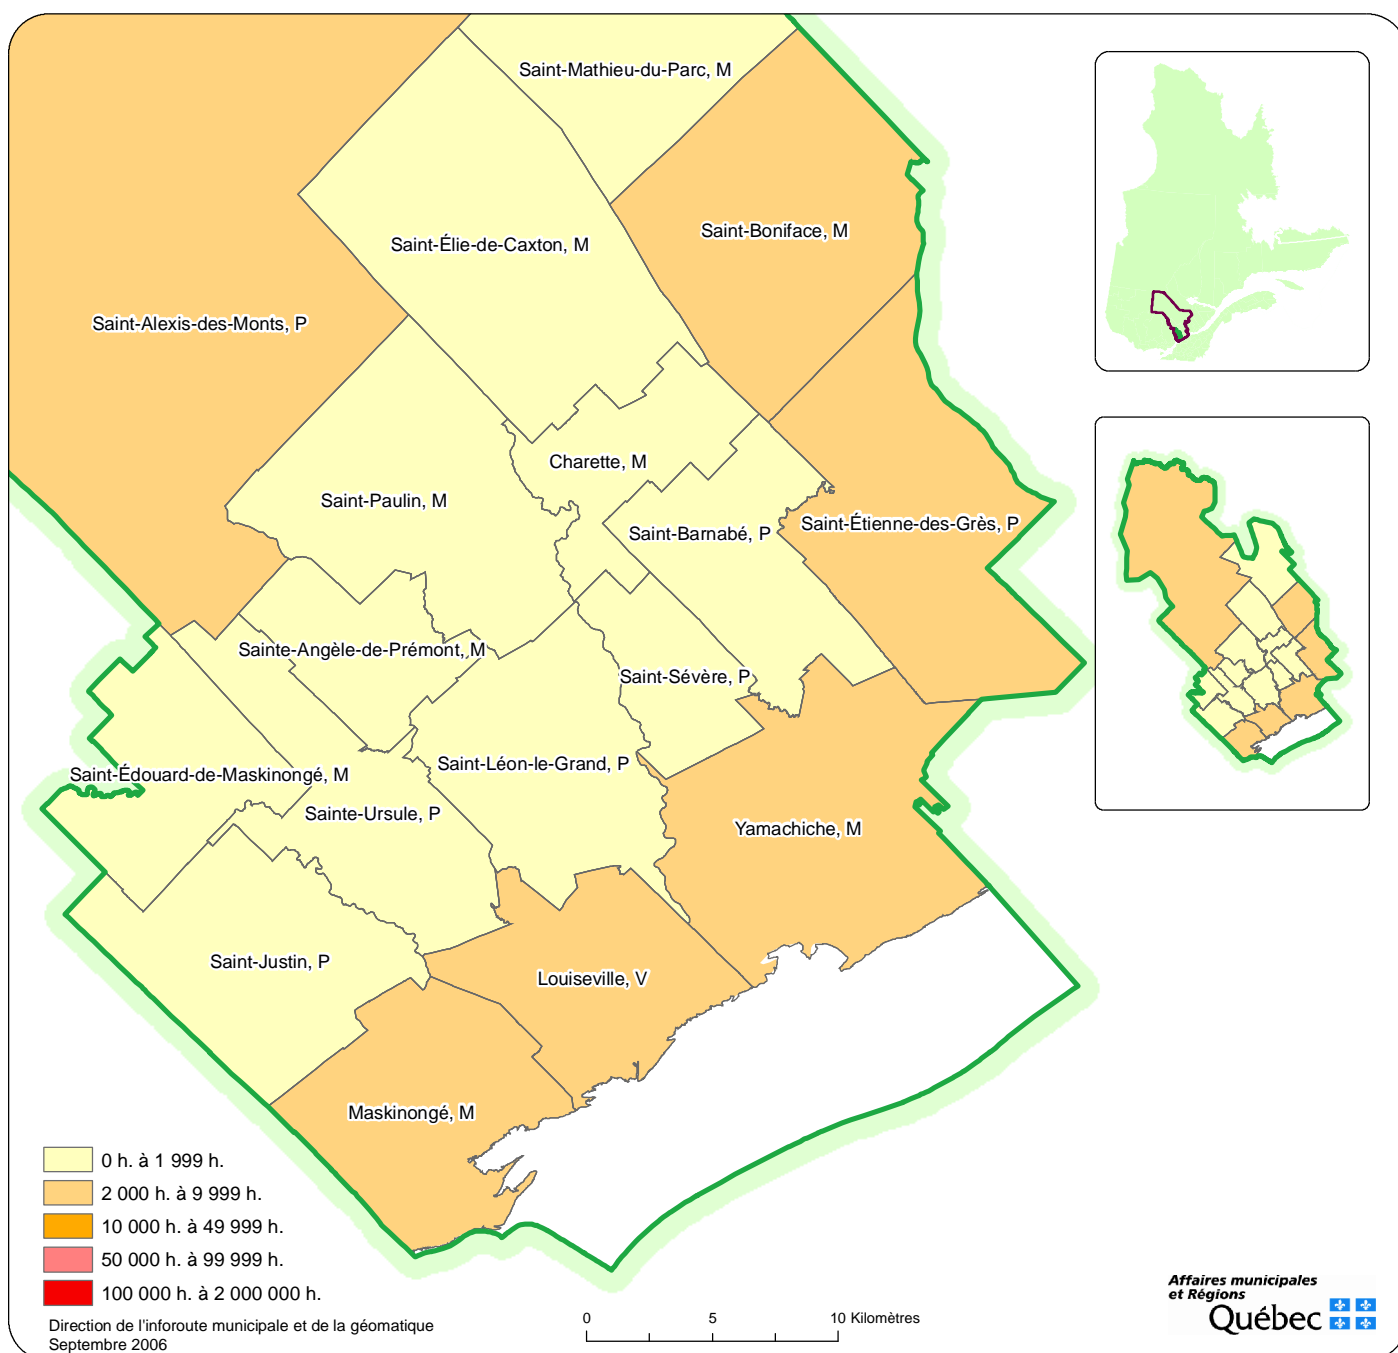 Saint-Mathieu-du-Parc, M
Saint-Boniface, M
Saint-Élie-de-Caxton, M
Saint-Alexis-des-Monts, P
Charette, M
Saint-Paulin, M
Saint-Étienne-des-Grès, P
Saint-Barnabé, P
Sainte-Angèle-de-Prémont, M
Saint-Sévère, P
Saint-Léon-le-Grand, P
Saint-Édouard-de-Maskinongé, M
Sainte-Ursule, P
Yamachiche, M
Saint-Justin, P
Louiseville, V
Maskinongé, M
0 h. à 1 999 h.
2 000 h. à 9 999 h.
10 000 h. à 49 999 h.
50 000 h. à 99 999 h.
100 000 h. à 2 000 000 h.
Direction de l'inforoute municipale et de la géomatique
Septembre 2006
0 5 10 Kilomètres
Affaires municipales
et Régions
Québec